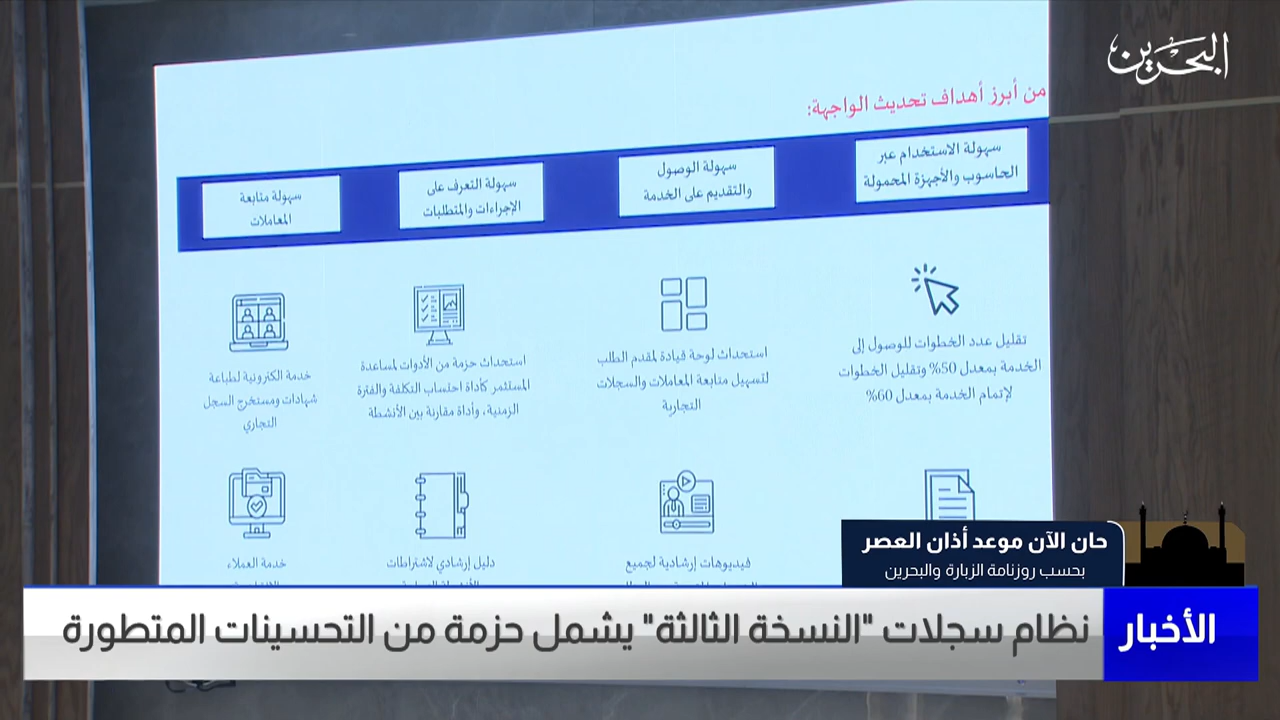 البحرين
من أبرز أهداف تحديث الواجهة:
سهولة الاستخدام عبر
الحاسوب والأجهزة المحمولة
سهولة الوصول
والتقديم على الخدمة
سهولة التعرف على
الإجراءات والمتطلبات
سهولة متابعة
المعاملات
تقليل عدد الخطوات للوصول إلى
الخدمة بمعدل 50% وتقليل الخطوات
لإتمام الخدمة بمعدل 60%
استحداث لوحة قيادة لمقدم الطلب
لتسهيل متابعة المعاملات والسجلات
التجارية
استحداث حزمة من الأدوات لمساعدة
المستثمر كأداة احتساب التكلفة والفترة
الزمنية، وأداة مقارنة بين الأنشطة
خدمة الكترونية لطباعة
شهادات ومستخرج السجل
التجاري
فيديوهات إرشادية لجميع
دليل إرشادي لاشتراطات
خدمة العملاء
حان الآن موعد أذان العصر
بحسب روزنامة الزبارة والبحرين
الأخبار
نظام سجلات "النسخة الثالثة" يشمل حزمة من التحسينات المتطورة